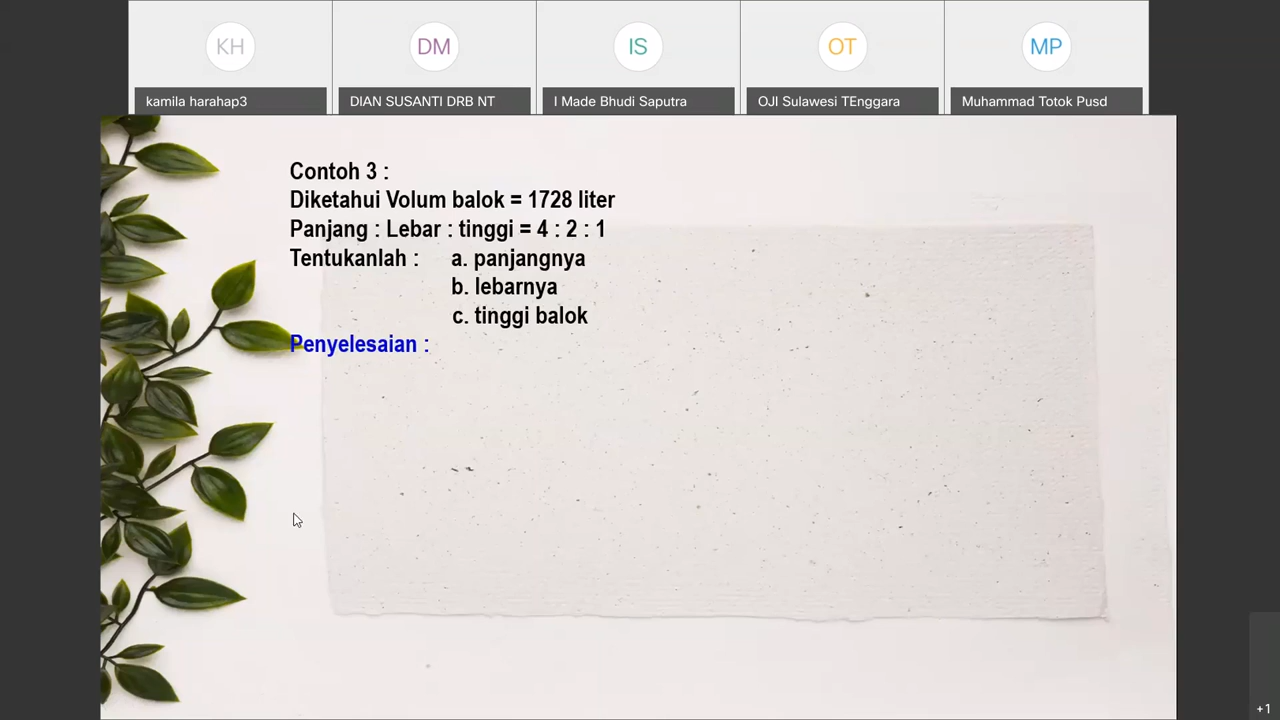 KH
DM
IS
OT
MP
kamila harahap3
DIAN SUSANTI DRB NT
I Made Bhudi Saputra
OJI Sulawesi TEnggara
Muhammad Totok Pusd
Contoh 3 :
Diketahui Volum balok = 1728 liter
Panjang : Lebar : tinggi = 4 : 2 : 1
Tentukanlah : a. panjangnya
b. lebarnya
c. tinggi balok
Penyelesaian :
+1